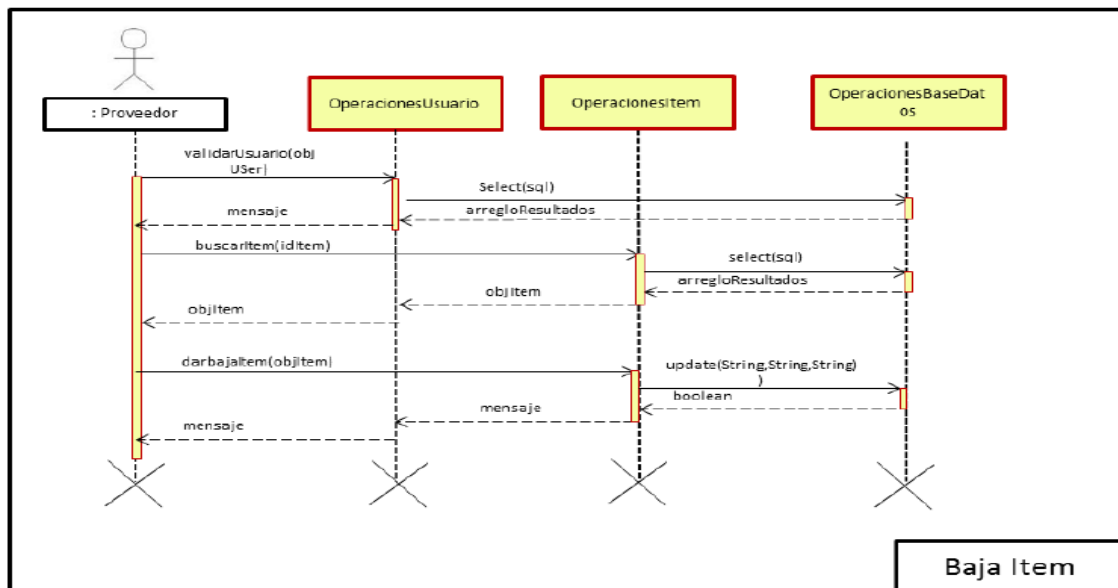 : Proveedor
OperacionesUsuario
OperacionesItem
OperacionesBaseDat
os
validarUsuario(obj
USer)
Select(sql)
arregloResultados
mensaje
buscarItem(idItem)
select(sql)
arregloResultados
objItem
objItem
darbajaItem(objItem)
update(String,String,String)
)
boolean
mensaje
mensaje
Baja Item